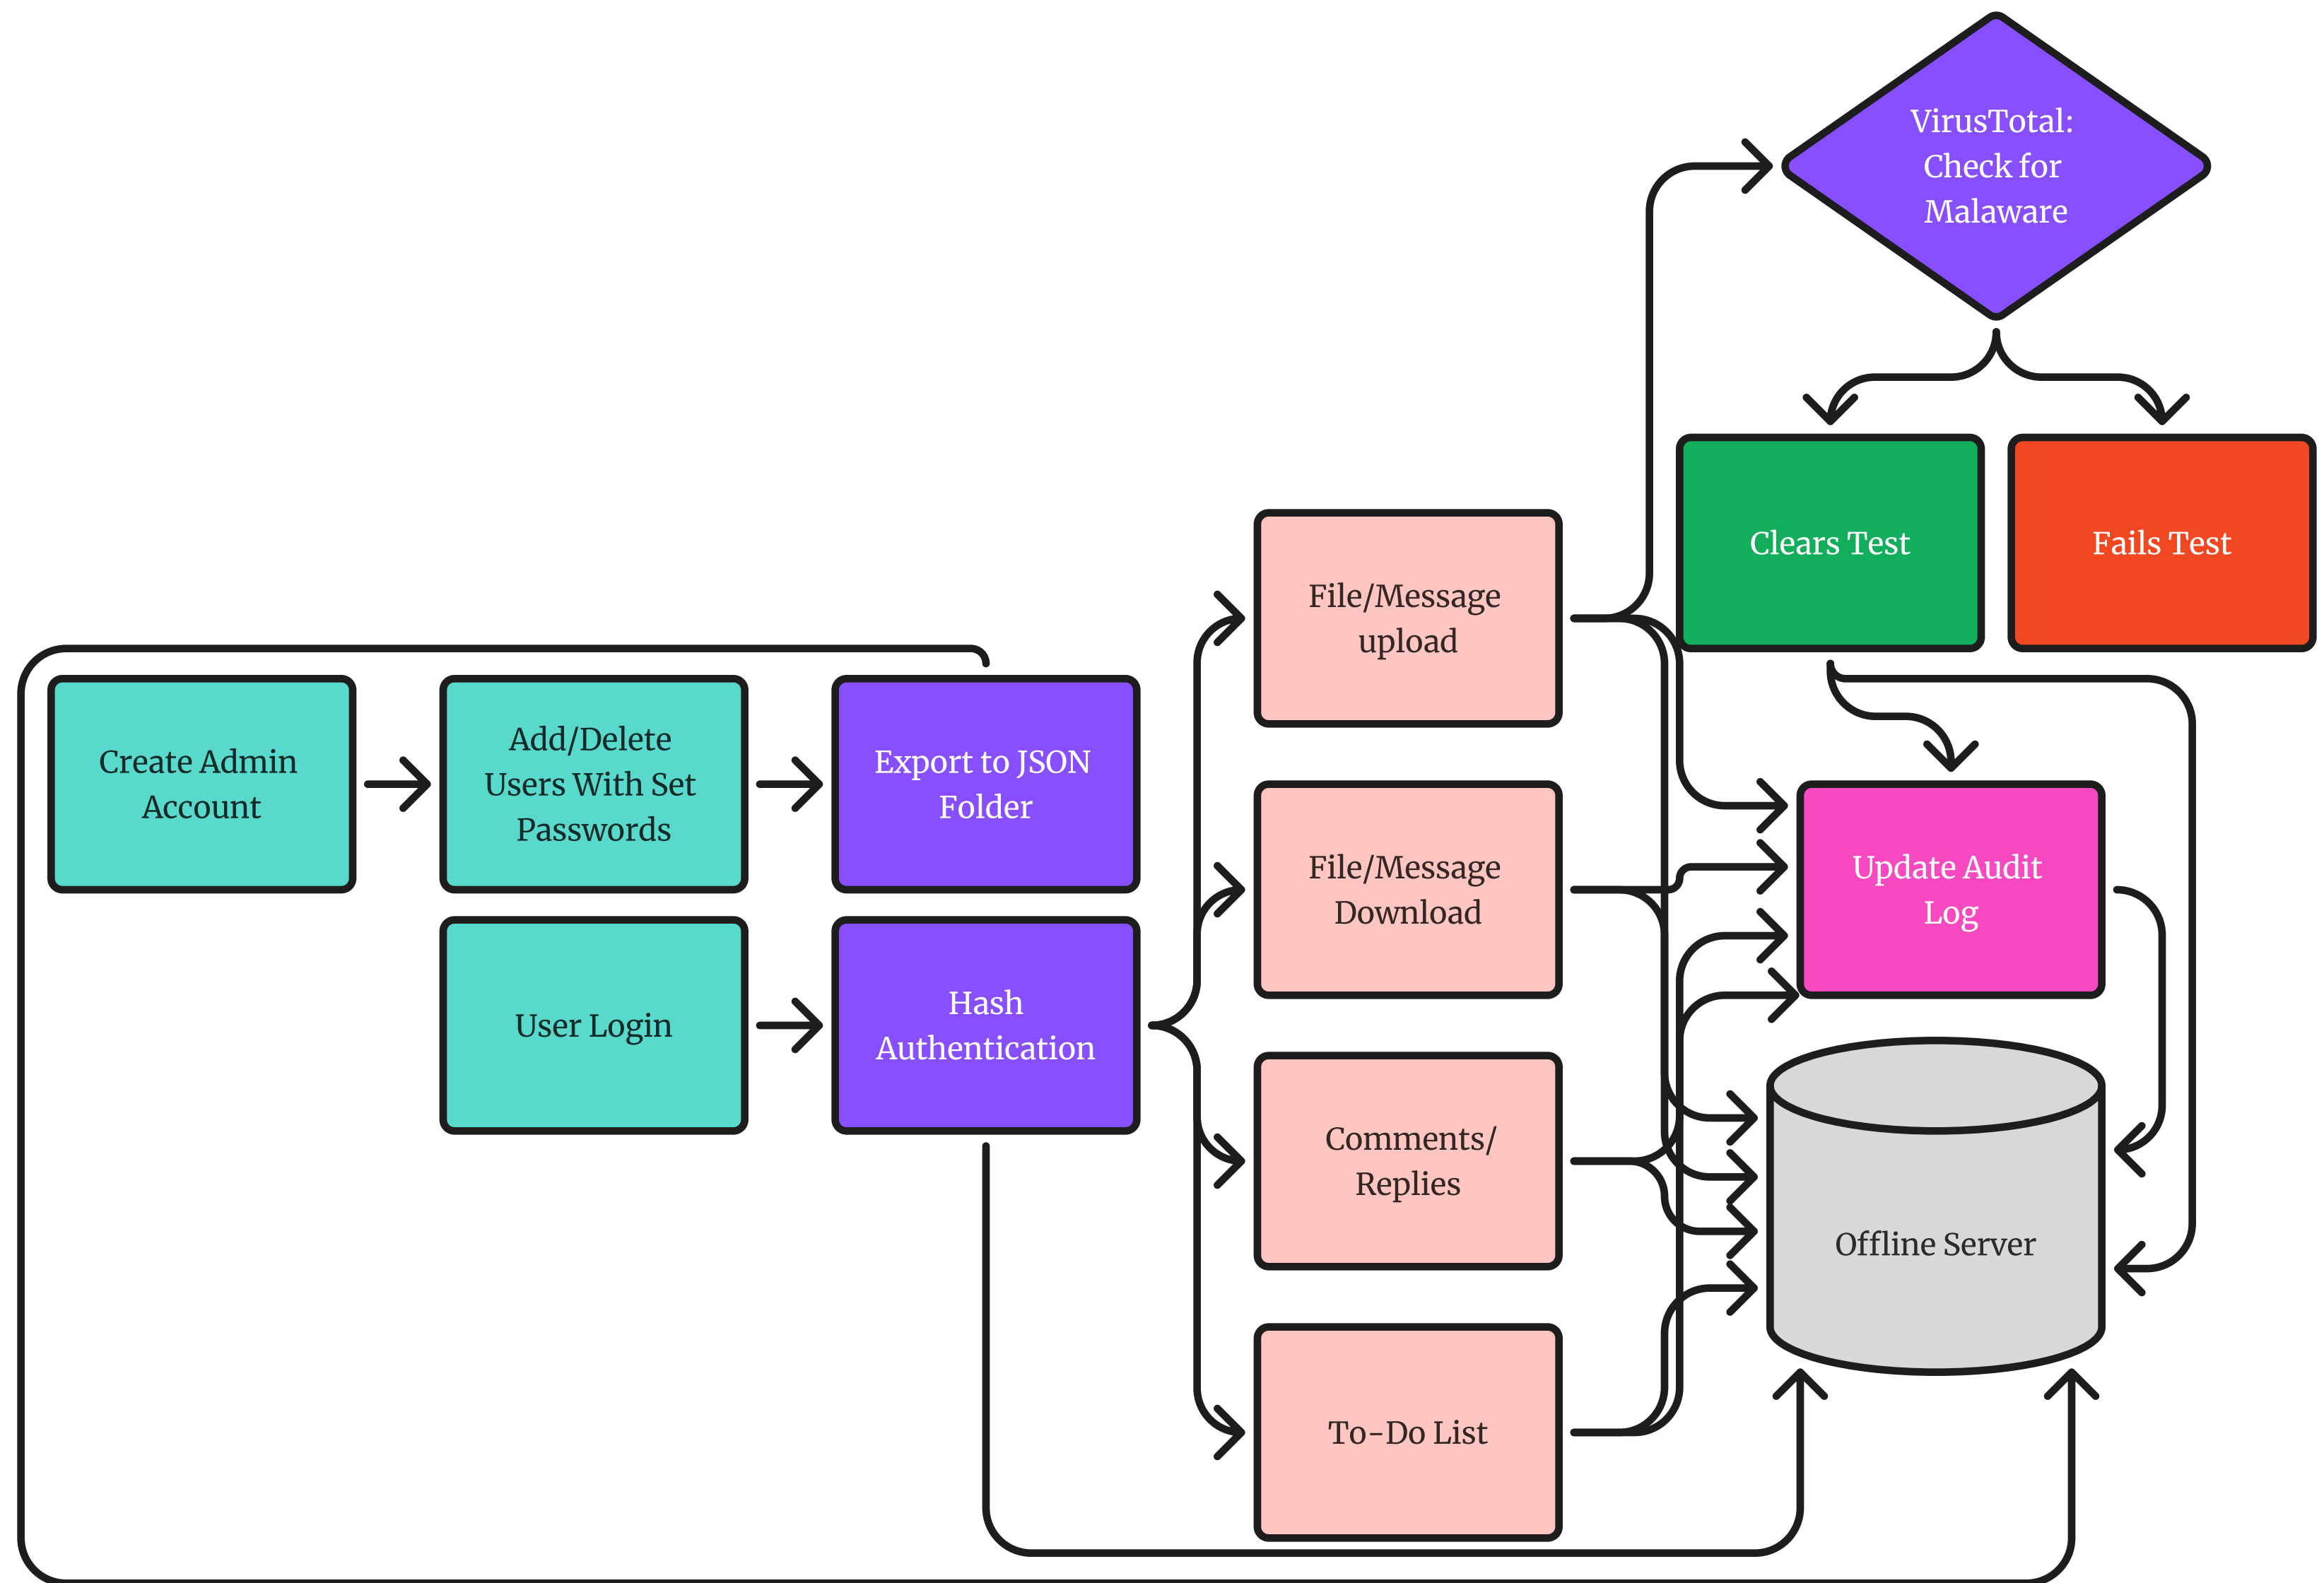 VirusTotal:
Check for
Malaware
Clears Test
Fails Test
File/Message
upload
Create Admin
Account
Add/Delete
Users With Set
Passwords
Export to JSON
Folder
File/Message
Download
Update Audit
Log
User Login
Hash
Authentication
Comments/
Replies
Offline Server
To-Do List